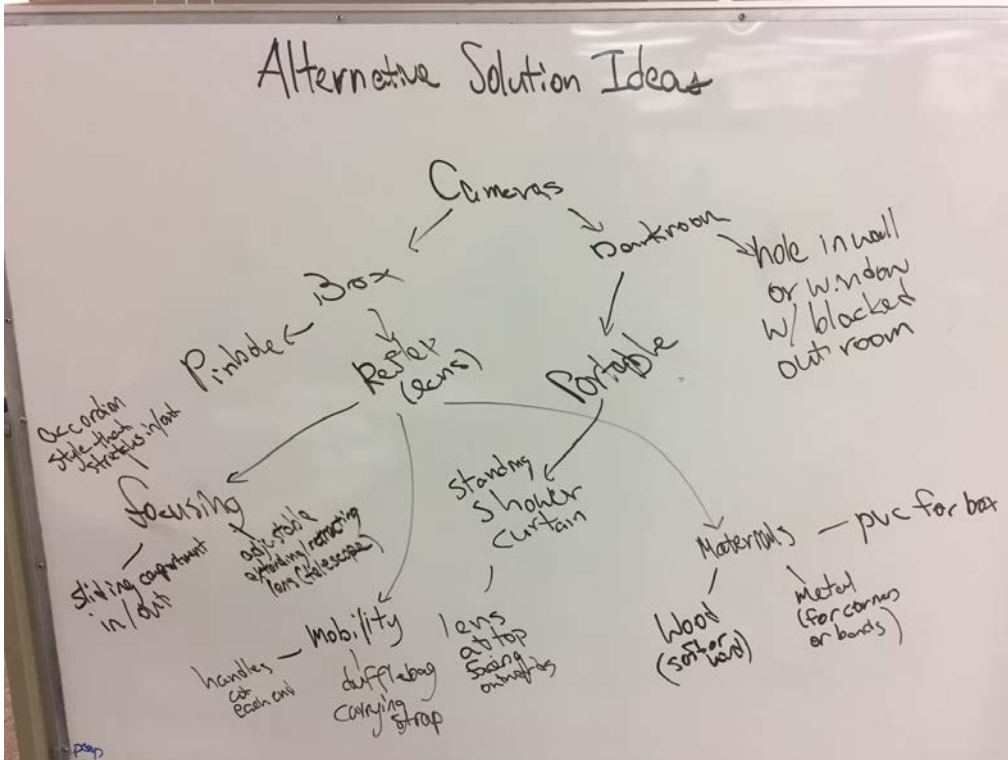 Alternative Solution Ideas
Cameras
Box
Darkroom
hole in wall
or window
w/ blacked
out room
Pinhole
Reflex
(lens)
Portable
accordion
style that
stretches in/out
focusing
sliding compartment
in/out
adjustable
extending/retracting
lens (telescope)
Mobility
handles
at
each end
dufflebag
carrying
strap
standing
shower
curtain
lens
at top
facing
Materials
pvc for box
Wood
(soft or
hard)
metal
(for corners
or bands)